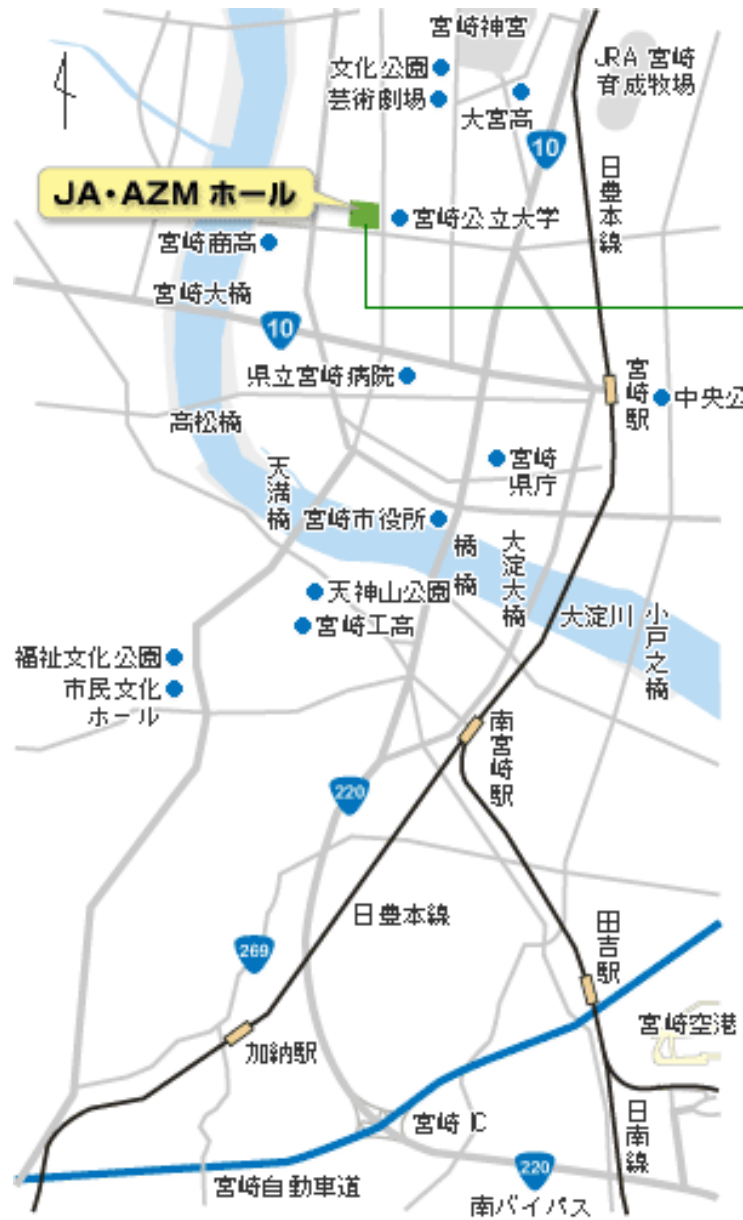 宮崎神宮
文化公園
芸術劇場
大宮高
JRA 宮崎
育成牧場
10
日豊本線
JA・AZM ホール
宮崎公立大学
宮崎商高
宮崎大橋
10
県立宮崎病院
宮崎駅
中央公
高松橋
天満橋
宮崎
県庁
宮崎市役所
橘橋
大淀大橋
天神山公園
宮崎工高
大淀川
小戸之橋
福祉文化公園
市民文化
ホール
南宮崎駅
220
日豊本線
269
田吉駅
宮崎空港
加納駅
宮崎 IC
日南線
宮崎自動車道
220
南バイパス